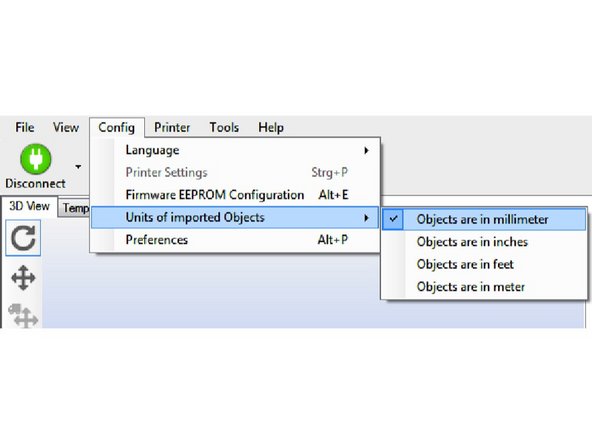 File View Config Printer Tools Help
Disconnect
3D View Temp
Language
Printer Settings Strg+P
Firmware EEPROM Configuration Alt+E
Units of imported Objects
Preferences Alt+P
Objects are in millimeter
Objects are in inches
Objects are in feet
Objects are in meter